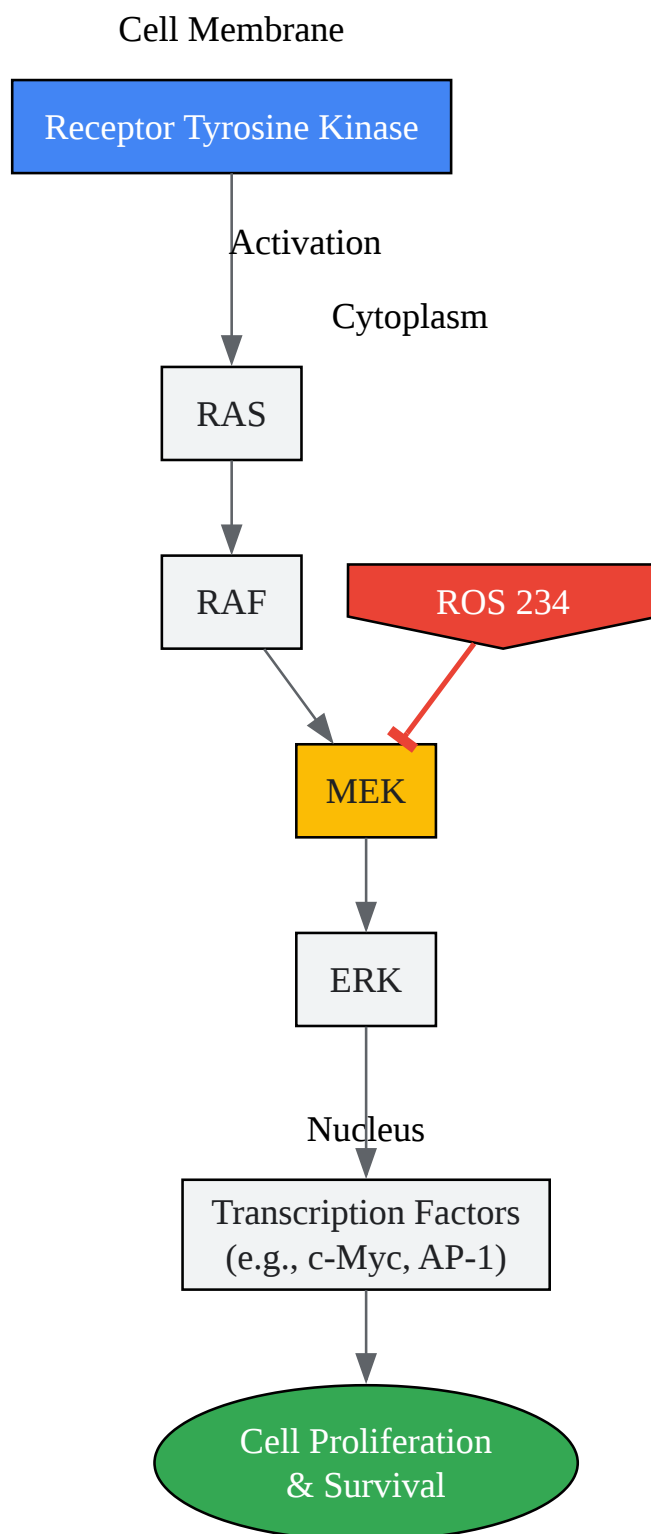 Cell Membrane
Receptor Tyrosine Kinase
Activation
Cytoplasm
RAS
RAF
ROS 234
MEK
ERK
Nucleus
Transcription Factors
(e.g., c-Myc, AP-1)
Cell Proliferation
& Survival